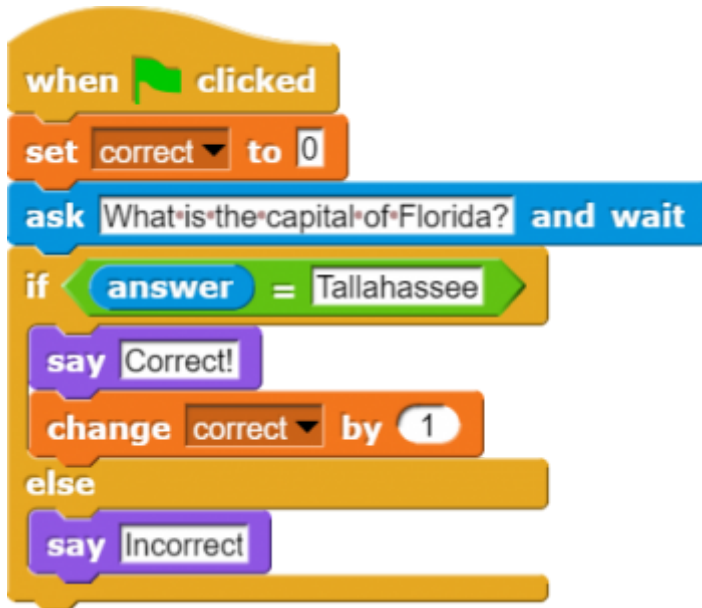 when clicked
set correct to 0
ask What is the capital of Florida? and wait
if answer = Tallahassee
say Correct!
change correct by 1
else
say Incorrect